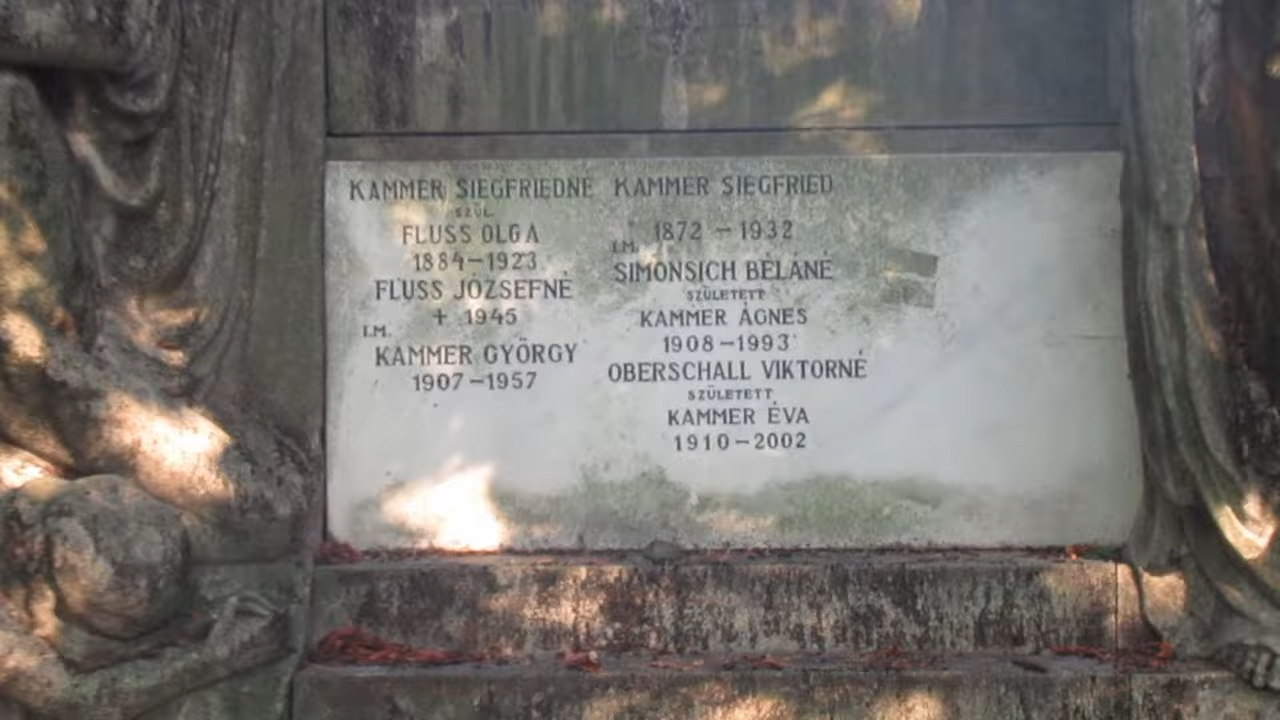 KAMMER SIEGFRIEDNE
SZÜL.
FLUSS OLGA
1884–1923
FLUSS JÓZSEFNÉ
+ 1945
I.M.
KAMMER GYÖRGY
1907–1957
KAMMER SIEGFRIED
1872 – 1932
I.M.
SIMONSICH BÉLÁNÉ
SZÜLETETT
KAMMER ÁGNES
1908–1993
OBERSCHALL VIKTORNÉ
SZÜLETETT
KAMMER ÉVA
1910–2002